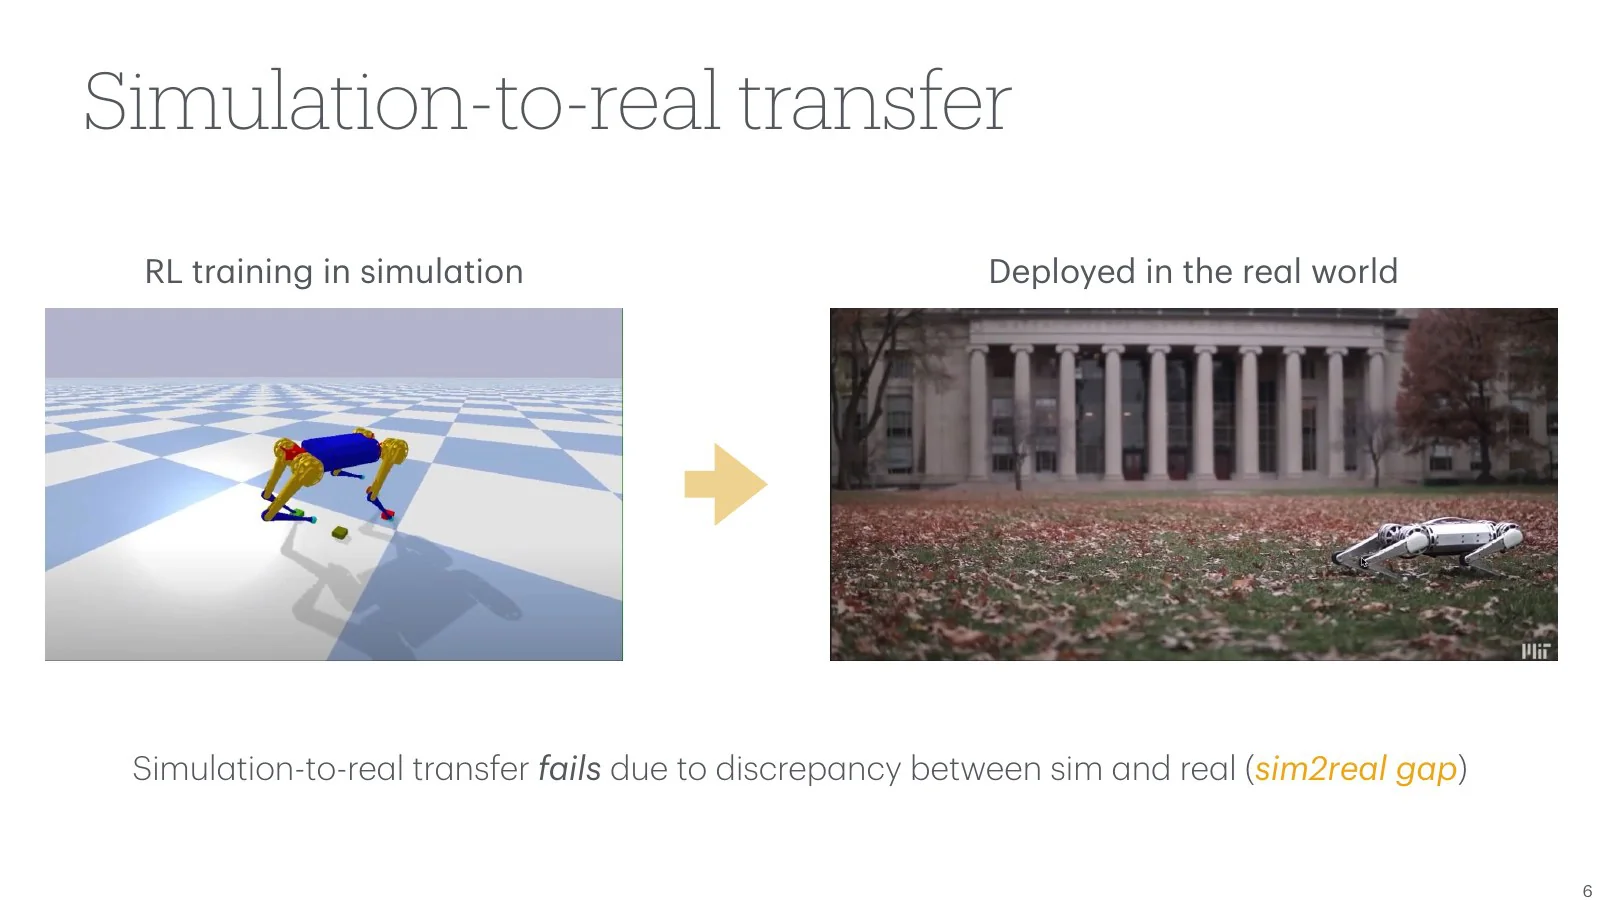 Simulation-to-real transfer
RL training in simulation
Deployed in the real world
MiT
Simulation-to-real transfer fails due to discrepancy between sim and real (sim2real gap)
6